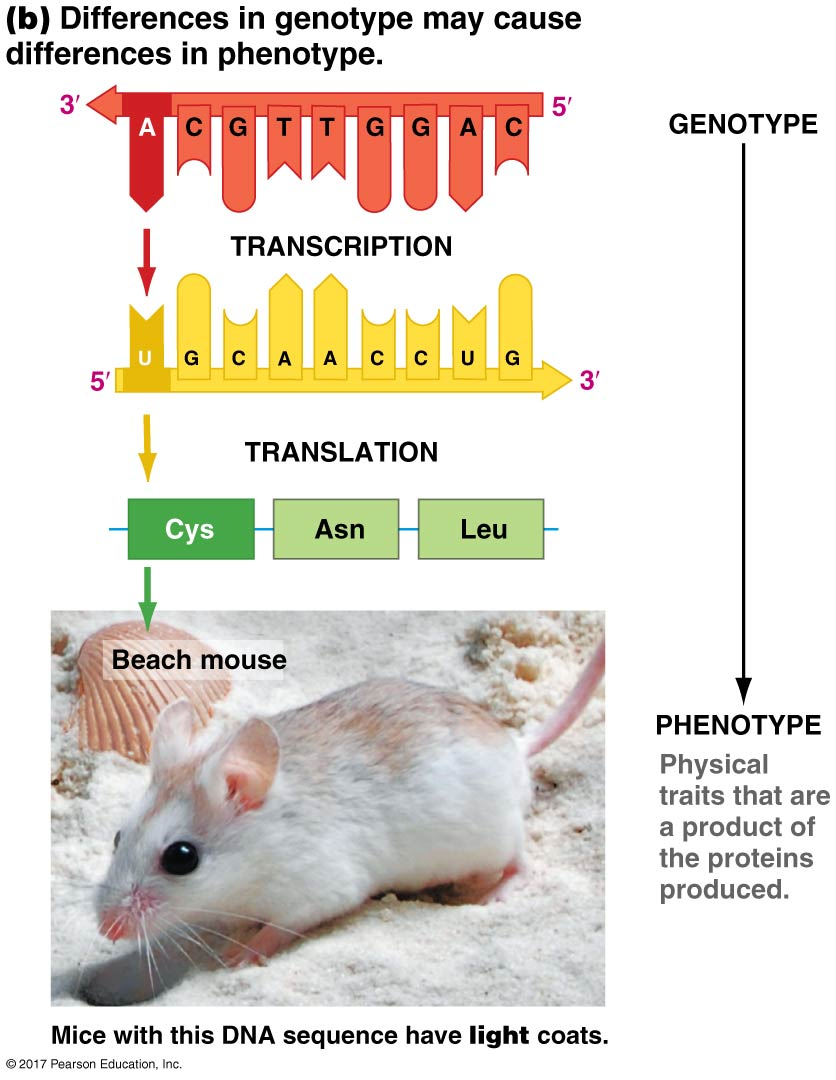 (b) Differences in genotype may cause
differences in phenotype.
3′ 5′
A C G T T G G A C
GENOTYPE
TRANSCRIPTION
U G C A A C C U G
5′ 3′
TRANSLATION
Cys Asn Leu
Beach mouse
PHENOTYPE
Physical
traits that are
a product of
the proteins
produced.
Mice with this DNA sequence have light coats.
© 2017 Pearson Education, Inc.